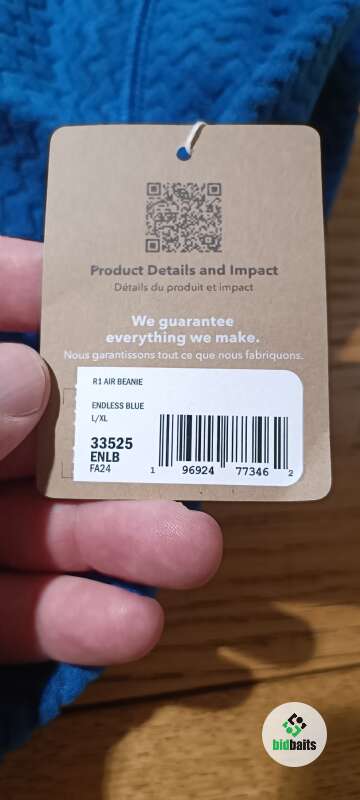 Product Details and Impact
Détails du produit et impact
We guarantee
everything we make.
Nous garantissons tout ce que nous fabriquons.
R1 AIR BEANIE
ENDLESS BLUE
L/XL
33525
ENLB
FA24
1 96924 77346 2
bidbaits